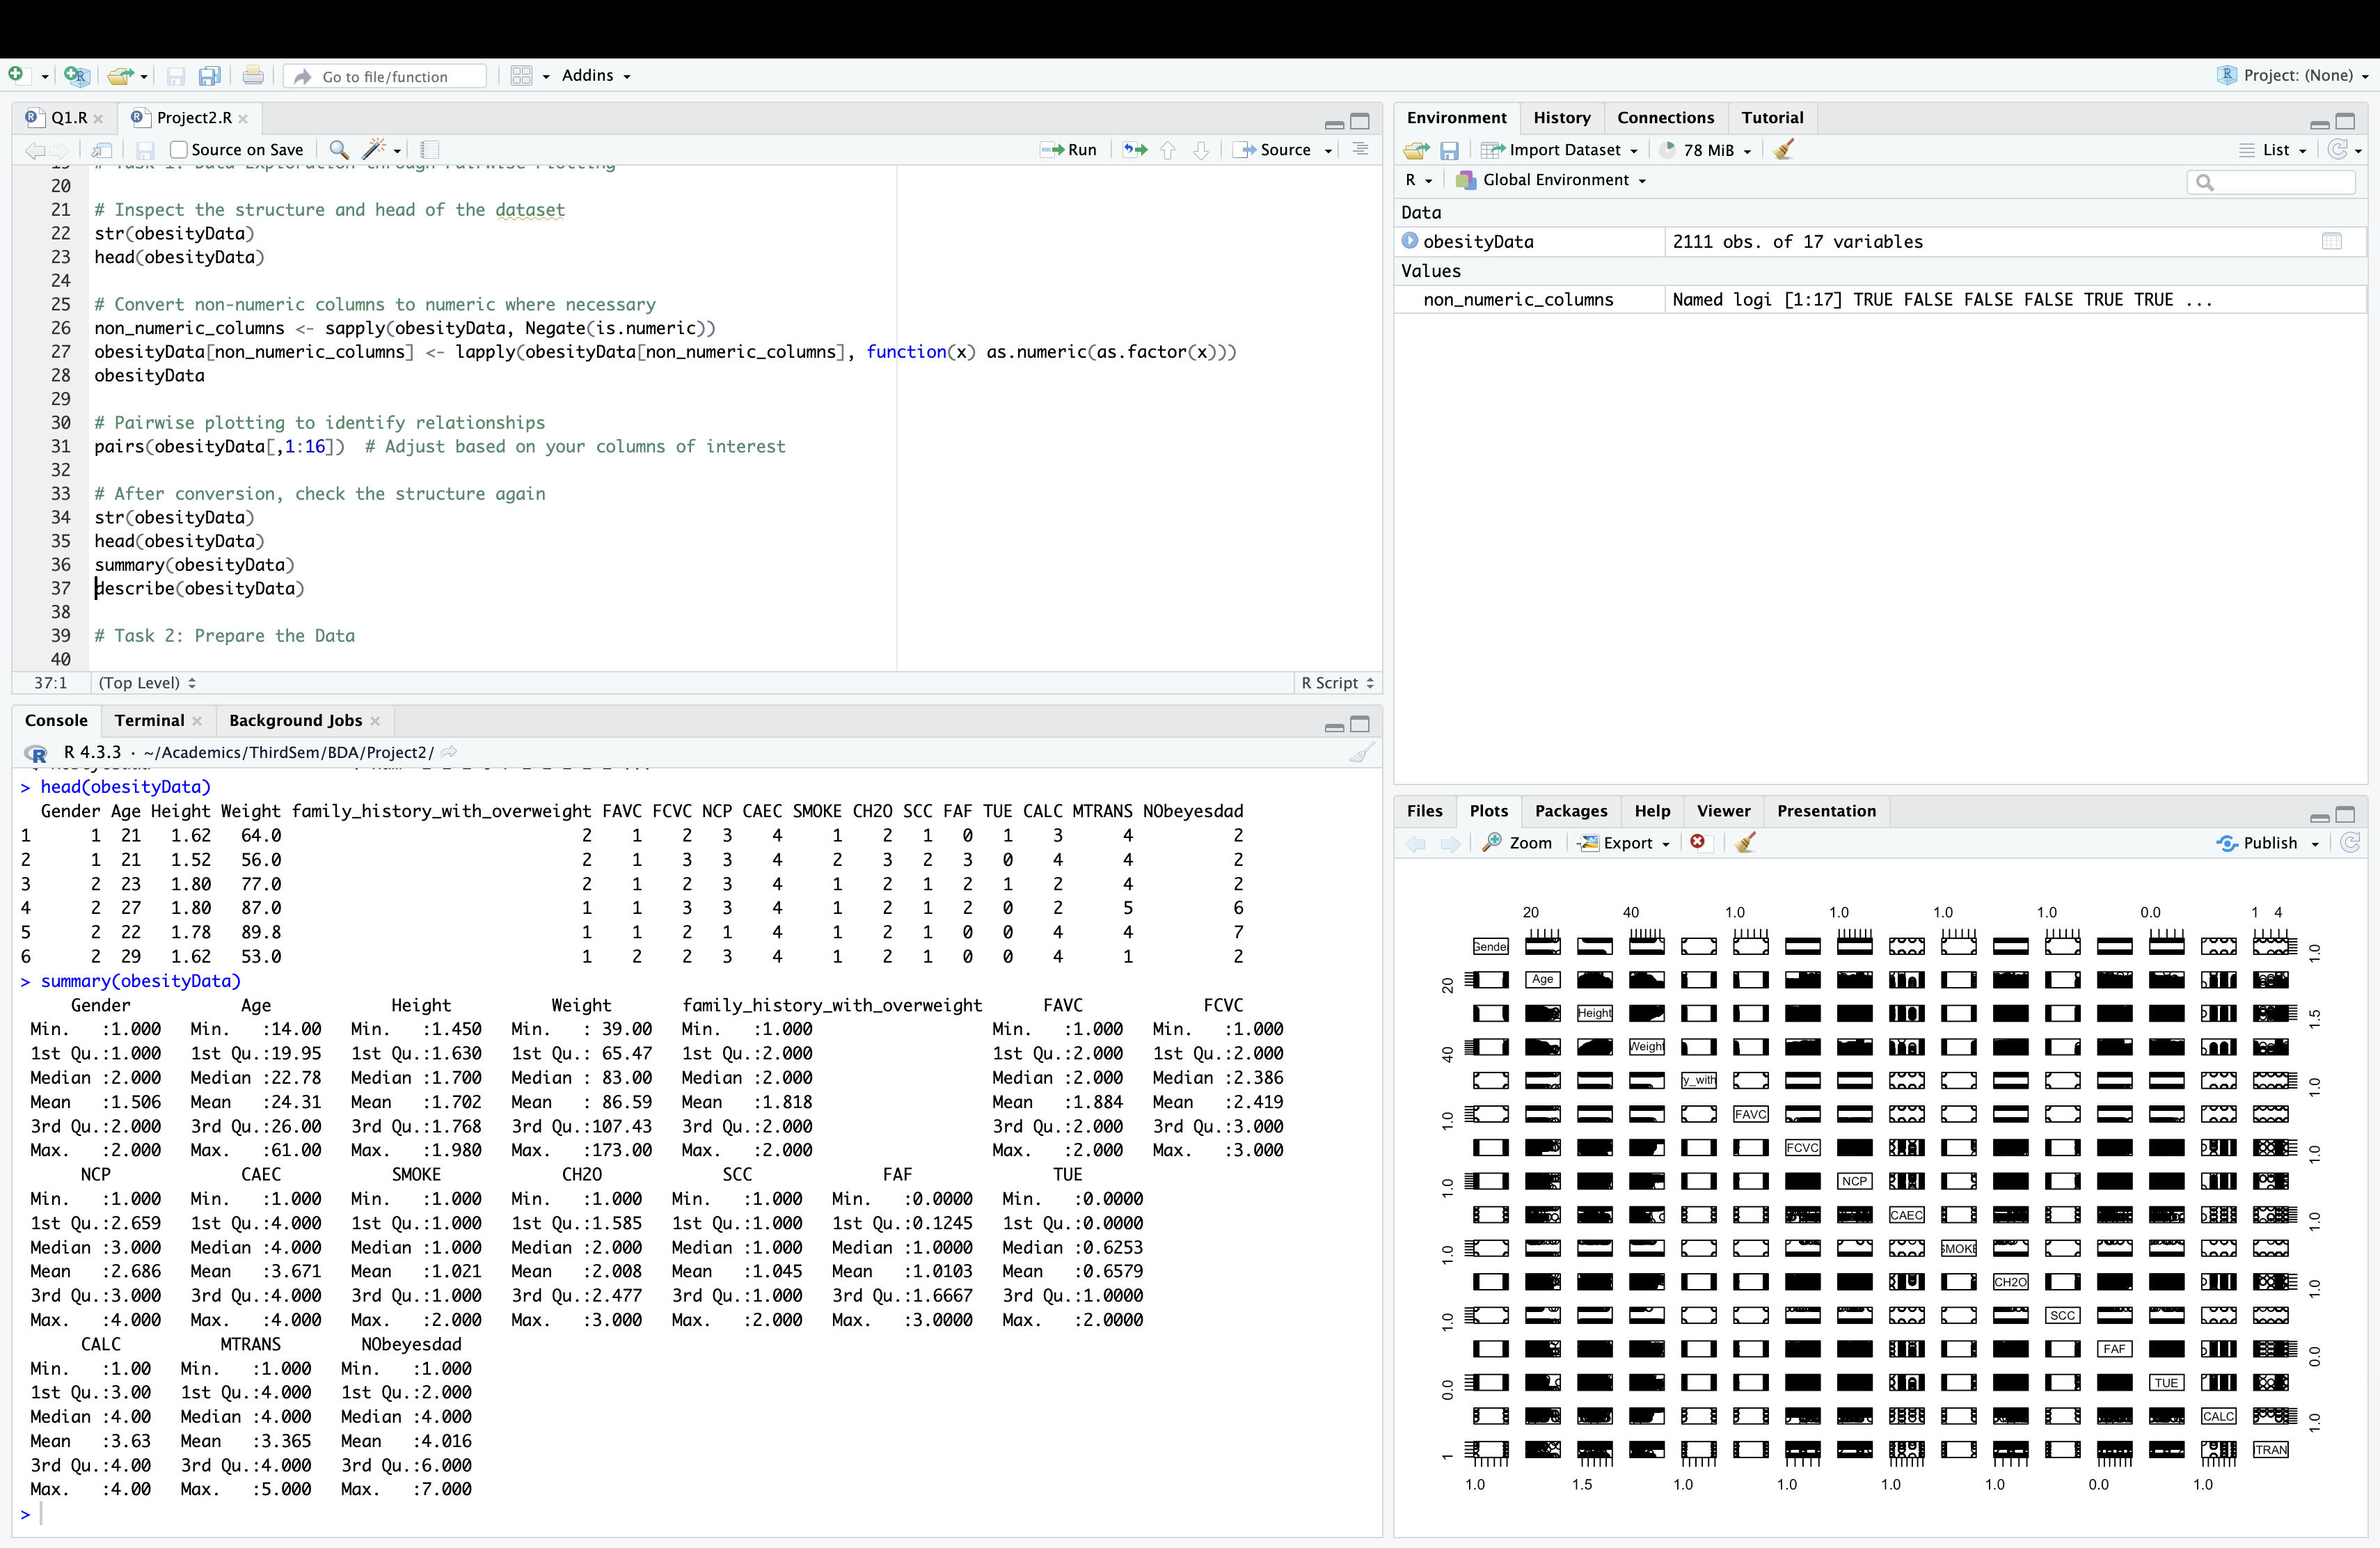 Go to file/function
Addins
Project: (None)
Q1.R
Project2.R
Source on Save
Run
Source
19 # Task 1: Data Exploration through Pairwise Plotting
20
21 # Inspect the structure and head of the dataset
22 str(obesityData)
23 head(obesityData)
24
25 # Convert non-numeric columns to numeric where necessary
26 non_numeric_columns <- sapply(obesityData, Negate(is.numeric))
27 obesityData[non_numeric_columns] <- lapply(obesityData[non_numeric_columns], function(x) as.numeric(as.factor(x)))
28 obesityData
29
30 # Pairwise plotting to identify relationships
31 pairs(obesityData[,1:16])  # Adjust based on your columns of interest
32
33 # After conversion, check the structure again
34 str(obesityData)
35 head(obesityData)
36 summary(obesityData)
37 describe(obesityData)
38
39 # Task 2: Prepare the Data
40
37:1 (Top Level) R Script
Console Terminal Background Jobs
R 4.3.3 · ~/Academics/ThirdSem/BDA/Project2/
> head(obesityData)
Gender Age Height Weight family_history_with_overweight FAVC FCVC NCP CAEC SMOKE CH2O SCC FAF TUE CALC MTRANS NObeyesdad
1 1 21 1.62 64.0 2 1 2 3 4 1 2 1 0 1 3 4 2
2 1 21 1.52 56.0 2 1 3 3 4 2 3 2 3 0 4 4 2
3 2 23 1.80 77.0 2 1 2 3 4 1 2 1 2 1 2 4 2
4 2 27 1.80 87.0 1 1 3 3 4 1 2 1 2 0 2 5 6
5 2 22 1.78 89.8 1 1 2 1 4 1 2 1 0 0 4 4 7
6 2 29 1.62 53.0 1 2 2 3 4 1 2 1 0 0 4 1 2
> summary(obesityData)
Gender Age Height Weight family_history_with_overweight FAVC FCVC
Min. :1.000 Min. :14.00 Min. :1.450 Min. : 39.00 Min. :1.000 Min. :1.000 Min. :1.000
1st Qu.:1.000 1st Qu.:19.95 1st Qu.:1.630 1st Qu.: 65.47 1st Qu.:2.000 1st Qu.:2.000 1st Qu.:2.000
Median :2.000 Median :22.78 Median :1.700 Median : 83.00 Median :2.000 Median :2.000 Median :2.386
Mean :1.506 Mean :24.31 Mean :1.702 Mean : 86.59 Mean :1.818 Mean :1.884 Mean :2.419
3rd Qu.:2.000 3rd Qu.:26.00 3rd Qu.:1.768 3rd Qu.:107.43 3rd Qu.:2.000 3rd Qu.:2.000 3rd Qu.:3.000
Max. :2.000 Max. :61.00 Max. :1.980 Max. :173.00 Max. :2.000 Max. :2.000 Max. :3.000
NCP CAEC SMOKE CH2O SCC FAF TUE
Min. :1.000 Min. :1.000 Min. :1.000 Min. :1.000 Min. :1.000 Min. :0.0000 Min. :0.0000
1st Qu.:2.659 1st Qu.:4.000 1st Qu.:1.000 1st Qu.:1.585 1st Qu.:1.000 1st Qu.:0.1245 1st Qu.:0.0000
Median :3.000 Median :4.000 Median :1.000 Median :2.000 Median :1.000 Median :1.0000 Median :0.6253
Mean :2.686 Mean :3.671 Mean :1.021 Mean :2.008 Mean :1.045 Mean :1.0103 Mean :0.6579
3rd Qu.:3.000 3rd Qu.:4.000 3rd Qu.:1.000 3rd Qu.:2.477 3rd Qu.:1.000 3rd Qu.:1.6667 3rd Qu.:1.0000
Max. :4.000 Max. :4.000 Max. :2.000 Max. :3.000 Max. :2.000 Max. :3.0000 Max. :2.0000
CALC MTRANS NObeyesdad
Min. :1.00 Min. :1.000 Min. :1.000
1st Qu.:3.00 1st Qu.:4.000 1st Qu.:2.000
Median :4.00 Median :4.000 Median :4.000
Mean :3.63 Mean :3.365 Mean :4.016
3rd Qu.:4.00 3rd Qu.:4.000 3rd Qu.:6.000
Max. :4.00 Max. :5.000 Max. :7.000
>
Environment History Connections Tutorial
Import Dataset 78 MiB List
R Global Environment
Data
obesityData 2111 obs. of 17 variables
Values
non_numeric_columns Named logi [1:17] TRUE FALSE FALSE FALSE TRUE TRUE ...
Files Plots Packages Help Viewer Presentation
Zoom Export Publish
20 40 1.0 1.0 1.0 1.0 0.0 1 4
Gender 1.0
20 Age
Height 1.5
40 Weight
y_with 1.0
1.0 FAVC
FCVC 1.0
1.0 NCP
CAEC 1.0
1.0 SMOKE
CH2O 1.0
1.0 SCC
FAF 0.0
0.0 TUE
CALC 1.0
1 TRAN
1.0 1.5 1.0 1.0 1.0 1.0 0.0 1.0